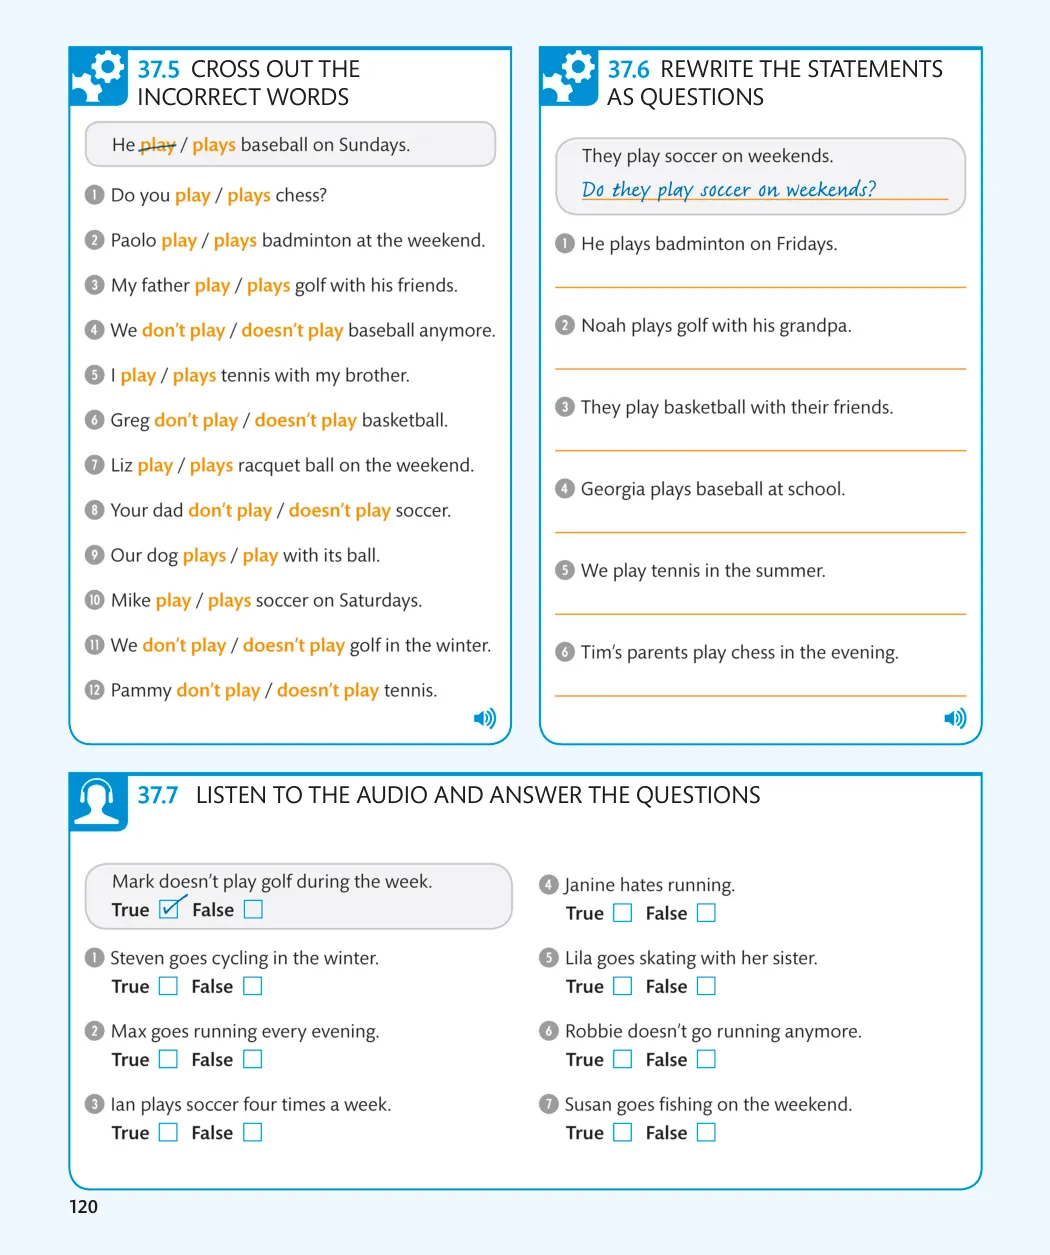 37.5 CROSS OUT THE
INCORRECT WORDS
He play / plays baseball on Sundays.
1 Do you play / plays chess?
2 Paolo play / plays badminton at the weekend.
3 My father play / plays golf with his friends.
4 We don't play / doesn't play baseball anymore.
5 I play / plays tennis with my brother.
6 Greg don't play / doesn't play basketball.
7 Liz play / plays racquet ball on the weekend.
8 Your dad don't play / doesn't play soccer.
9 Our dog plays / play with its ball.
10 Mike play / plays soccer on Saturdays.
11 We don't play / doesn't play golf in the winter.
12 Pammy don't play / doesn't play tennis.
37.6 REWRITE THE STATEMENTS
AS QUESTIONS
They play soccer on weekends.
Do they play soccer on weekends?
1 He plays badminton on Fridays.
2 Noah plays golf with his grandpa.
3 They play basketball with their friends.
4 Georgia plays baseball at school.
5 We play tennis in the summer.
6 Tim's parents play chess in the evening.
37.7 LISTEN TO THE AUDIO AND ANSWER THE QUESTIONS
Mark doesn't play golf during the week.
True False
1 Steven goes cycling in the winter.
True False
2 Max goes running every evening.
True False
3 Ian plays soccer four times a week.
True False
4 Janine hates running.
True False
5 Lila goes skating with her sister.
True False
6 Robbie doesn't go running anymore.
True False
7 Susan goes fishing on the weekend.
True False
120